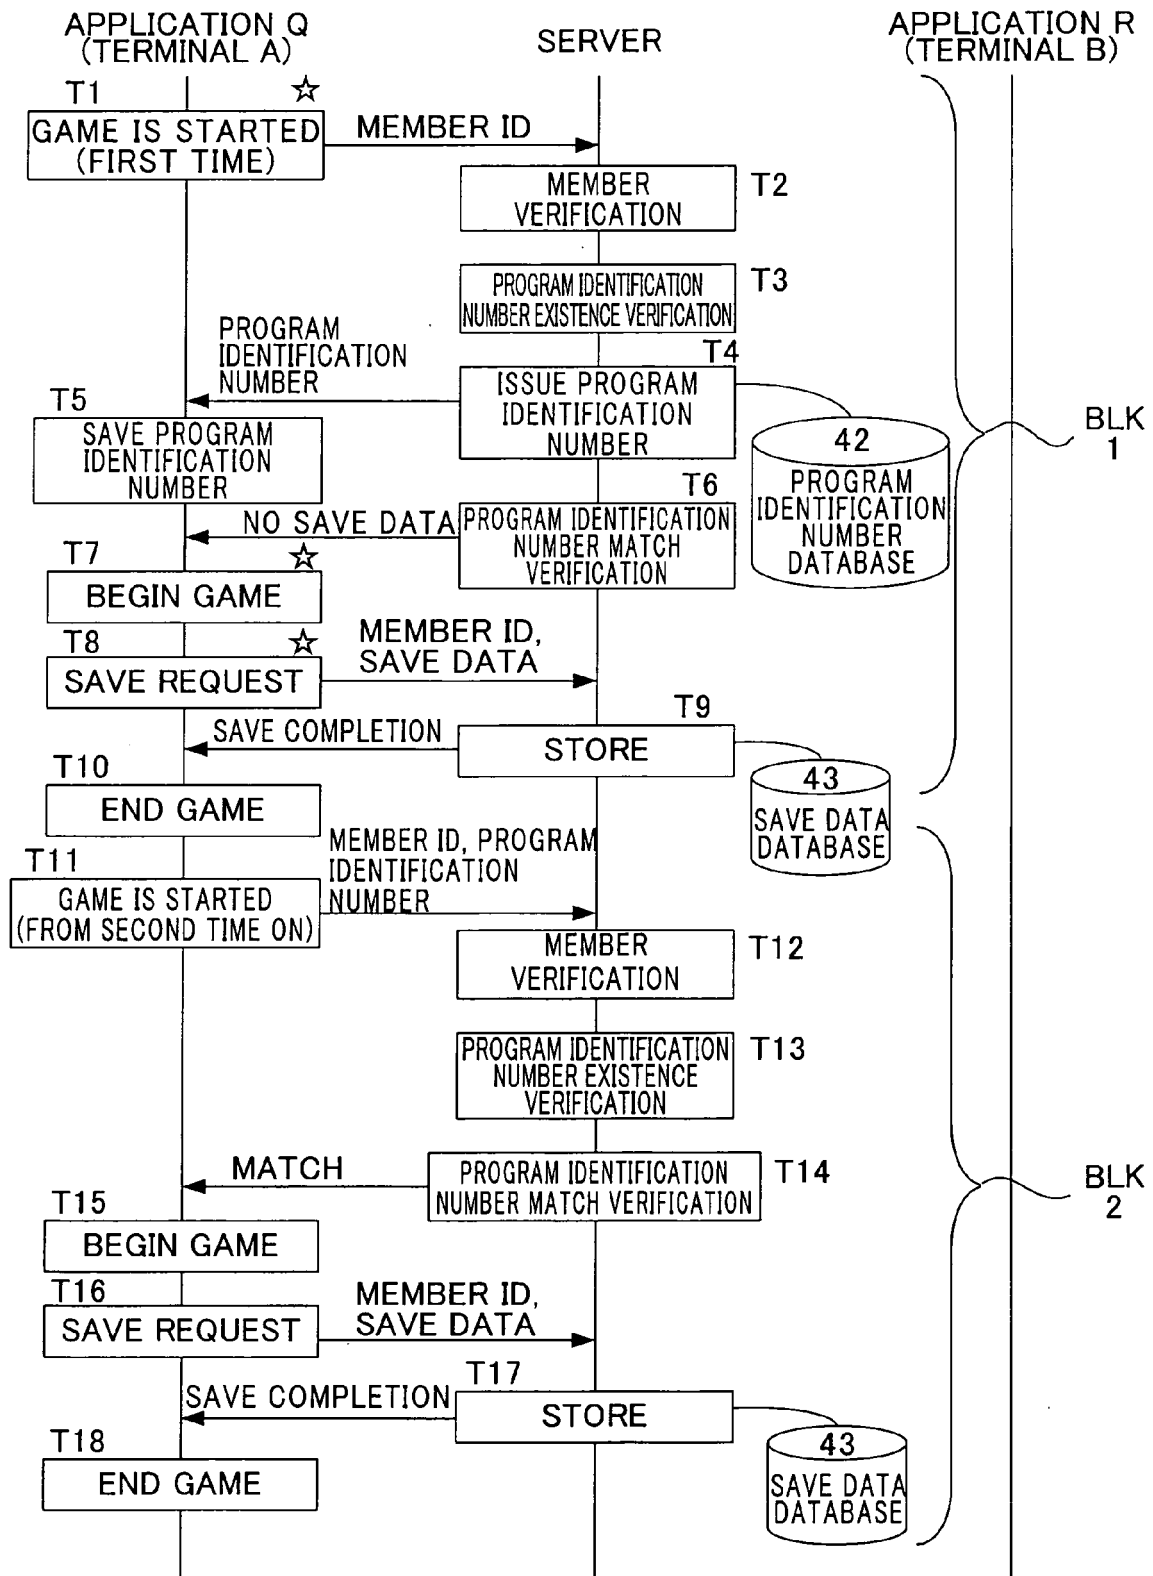 APPLICATION Q
(TERMINAL A)
SERVER
APPLICATION R
(TERMINAL B)
T1
☆
GAME IS STARTED
(FIRST TIME)
MEMBER ID
MEMBER
VERIFICATION
T2
PROGRAM IDENTIFICATION
NUMBER EXISTENCE VERIFICATION
T3
PROGRAM
IDENTIFICATION
NUMBER
T4
ISSUE PROGRAM
IDENTIFICATION
NUMBER
T5
SAVE PROGRAM
IDENTIFICATION
NUMBER
42
PROGRAM
IDENTIFICATION
NUMBER
DATABASE
BLK
1
T6
NO SAVE DATA
PROGRAM IDENTIFICATION
NUMBER MATCH
VERIFICATION
T7
☆
BEGIN GAME
T8
☆
SAVE REQUEST
MEMBER ID,
SAVE DATA
T9
SAVE COMPLETION
STORE
43
SAVE DATA
DATABASE
T10
END GAME
T11
GAME IS STARTED
(FROM SECOND TIME ON)
MEMBER ID, PROGRAM
IDENTIFICATION
NUMBER
MEMBER
VERIFICATION
T12
PROGRAM IDENTIFICATION
NUMBER EXISTENCE
VERIFICATION
T13
MATCH
PROGRAM IDENTIFICATION
NUMBER MATCH VERIFICATION
T14
BLK
2
T15
BEGIN GAME
T16
SAVE REQUEST
MEMBER ID,
SAVE DATA
T17
SAVE COMPLETION
STORE
43
SAVE DATA
DATABASE
T18
END GAME